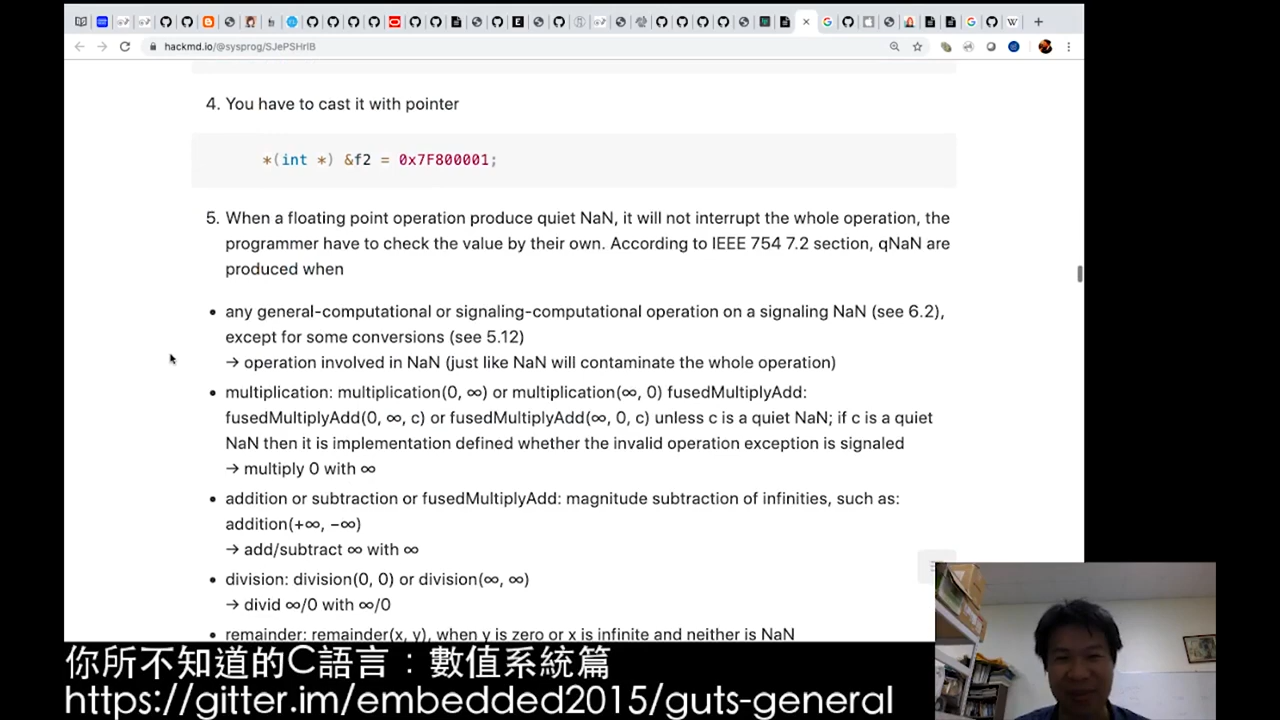 hackmd.io/@sysprog/SJePSHrlB
4. You have to cast it with pointer
*(int *) &f2 = 0x7F800001;
5. When a floating point operation produce quiet NaN, it will not interrupt the whole operation, the
programmer have to check the value by their own. According to IEEE 754 7.2 section, qNaN are
produced when
• any general-computational or signaling-computational operation on a signaling NaN (see 6.2),
except for some conversions (see 5.12)
→ operation involved in NaN (just like NaN will contaminate the whole operation)
• multiplication: multiplication(0, ∞) or multiplication(∞, 0) fusedMultiplyAdd:
fusedMultiplyAdd(0, ∞, c) or fusedMultiplyAdd(∞, 0, c) unless c is a quiet NaN; if c is a quiet
NaN then it is implementation defined whether the invalid operation exception is signaled
→ multiply 0 with ∞
• addition or subtraction or fusedMultiplyAdd: magnitude subtraction of infinities, such as:
addition(+∞, −∞)
→ add/subtract ∞ with ∞
• division: division(0, 0) or division(∞, ∞)
→ divid ∞/0 with ∞/0
• remainder: remainder(x, y), when y is zero or x is infinite and neither is NaN
你所不知道的C語言：數值系統篇
https://gitter.im/embedded2015/guts-general